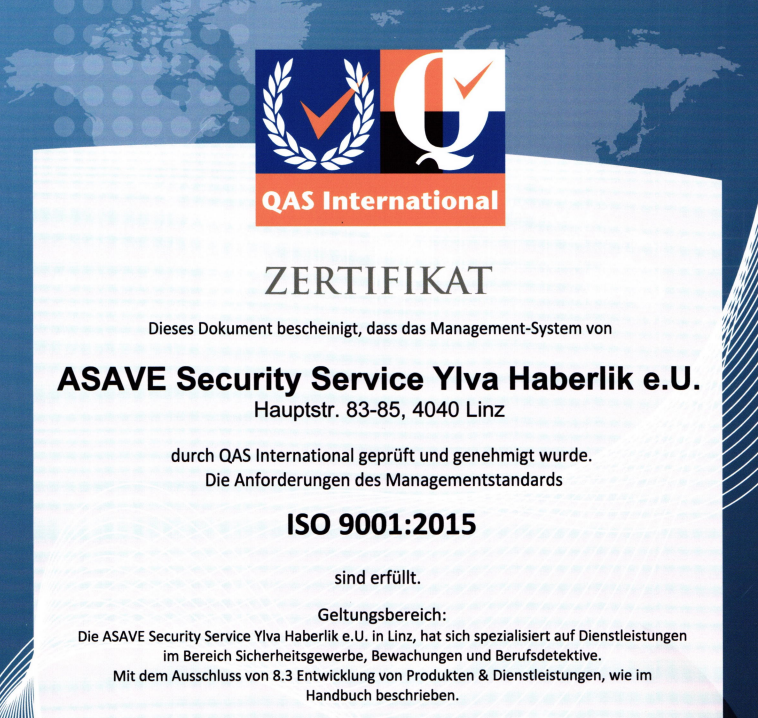 QAS International
ZERTIFIKAT
Dieses Dokument bescheinigt, dass das Management-System von
ASAVE Security Service Ylva Haberlik e.U.
Hauptstr. 83-85, 4040 Linz
durch QAS International geprüft und genehmigt wurde.
Die Anforderungen des Managementstandards
ISO 9001:2015
sind erfüllt.
Geltungsbereich:
Die ASAVE Security Service Ylva Haberlik e.U. in Linz, hat sich spezialisiert auf Dienstleistungen
im Bereich Sicherheitsgewerbe, Bewachungen und Berufsdetektive.
Mit dem Ausschluss von 8.3 Entwicklung von Produkten & Dienstleistungen, wie im
Handbuch beschrieben.